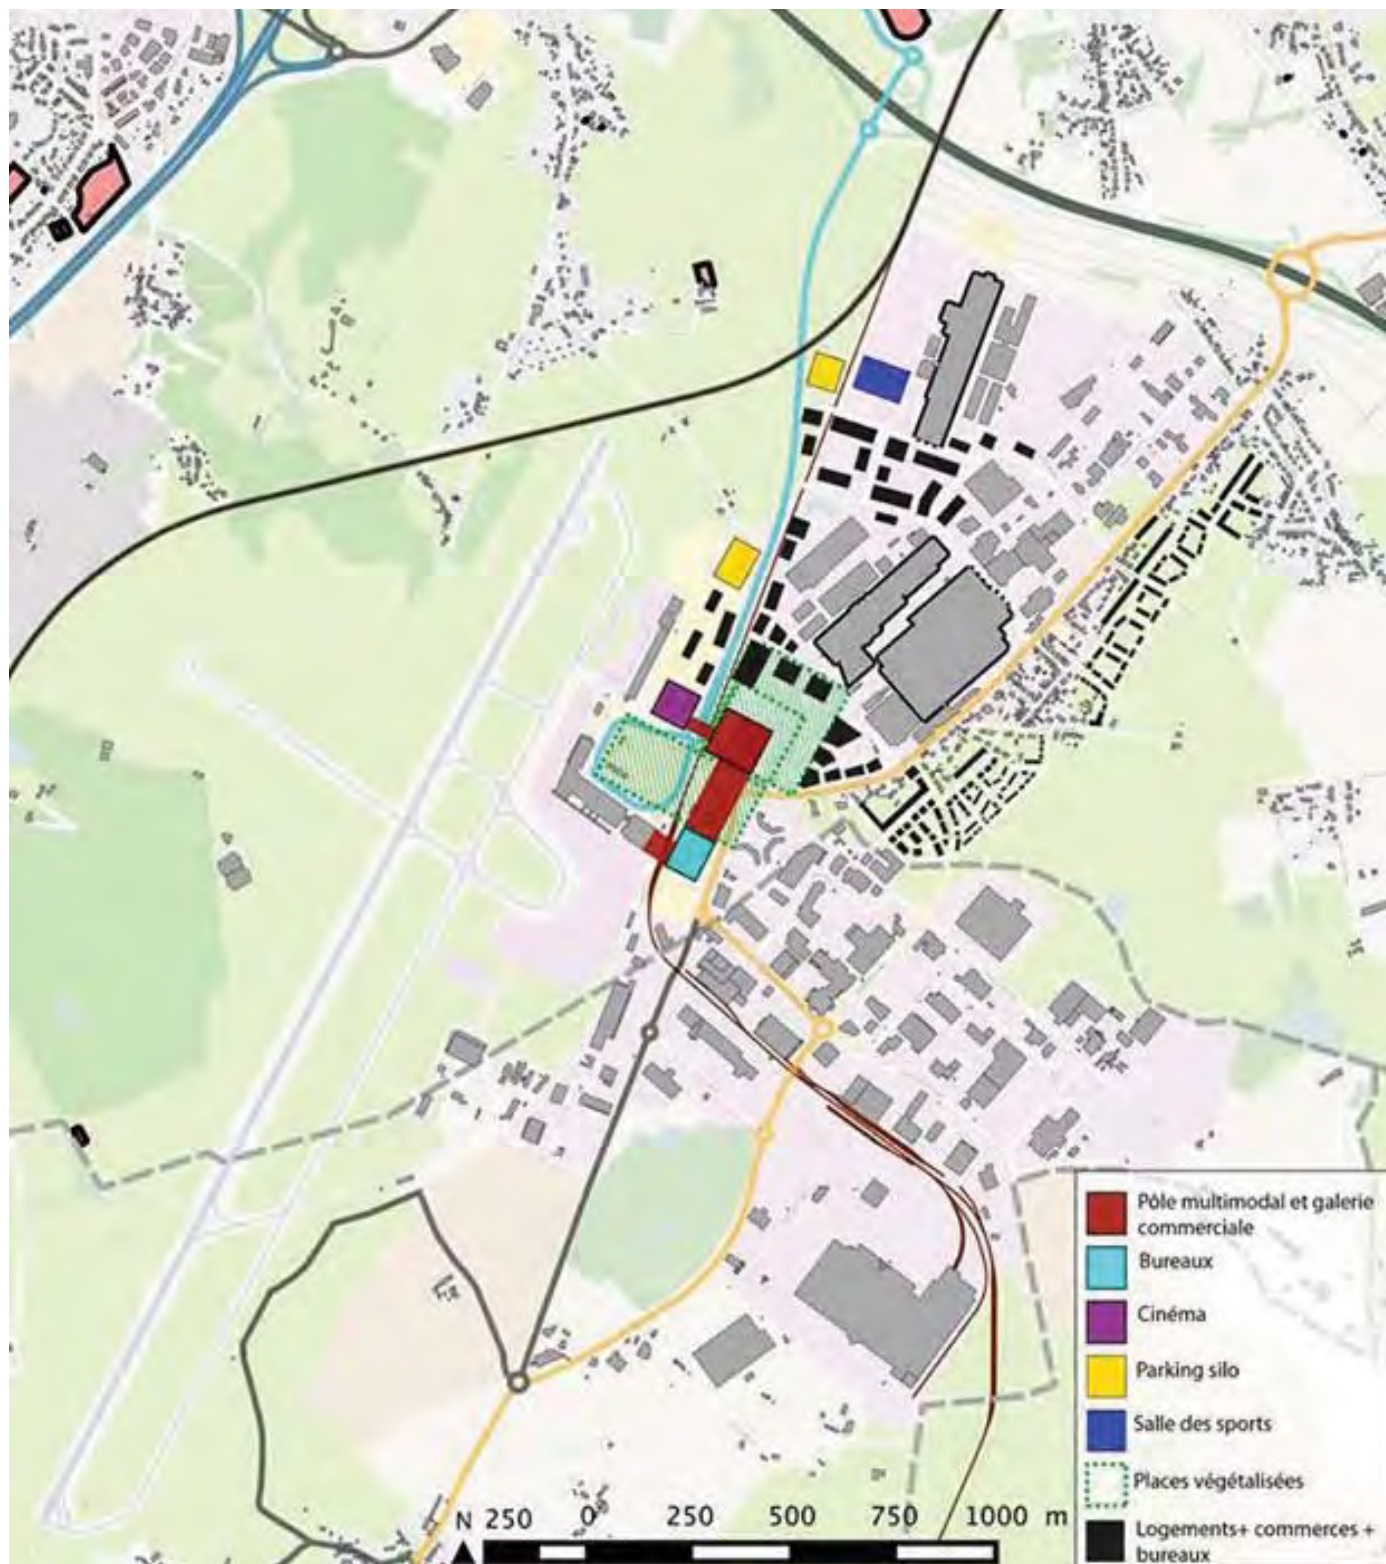 Pôle multimodal et galerie
commerciale
Bureaux
Cinéma
Parking silo
Salle des sports
Places végétalisées
Logements+ commerces +
bureaux
N 250 0 250 500 750 1000 m